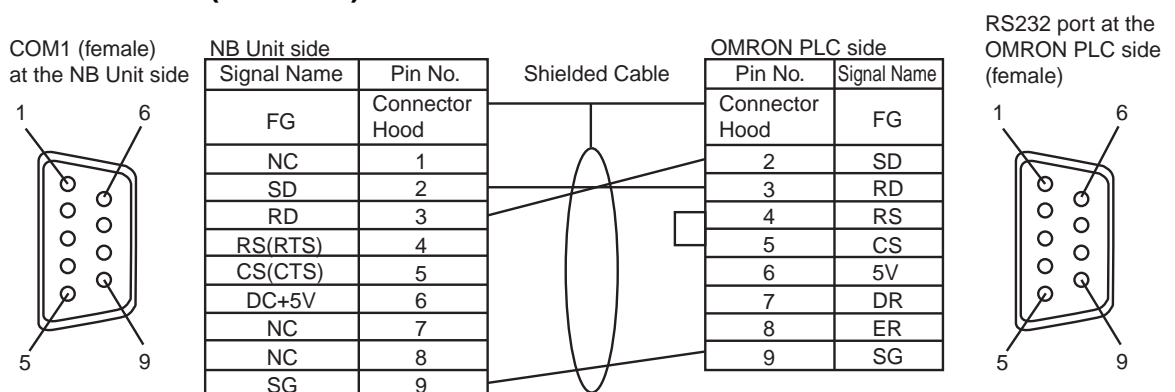 COM1 (female)
at the NB Unit side
1
6
5
9
NB Unit side
Signal Name Pin No.
FG Connector Hood
NC 1
SD 2
RD 3
RS(RTS) 4
CS(CTS) 5
DC+5V 6
NC 7
NC 8
SG 9
Shielded Cable
OMRON PLC side
Pin No. Signal Name
Connector Hood FG
2 SD
3 RD
4 RS
5 CS
6 5V
7 DR
8 ER
9 SG
RS232 port at the
OMRON PLC side
(female)
1
6
5
9